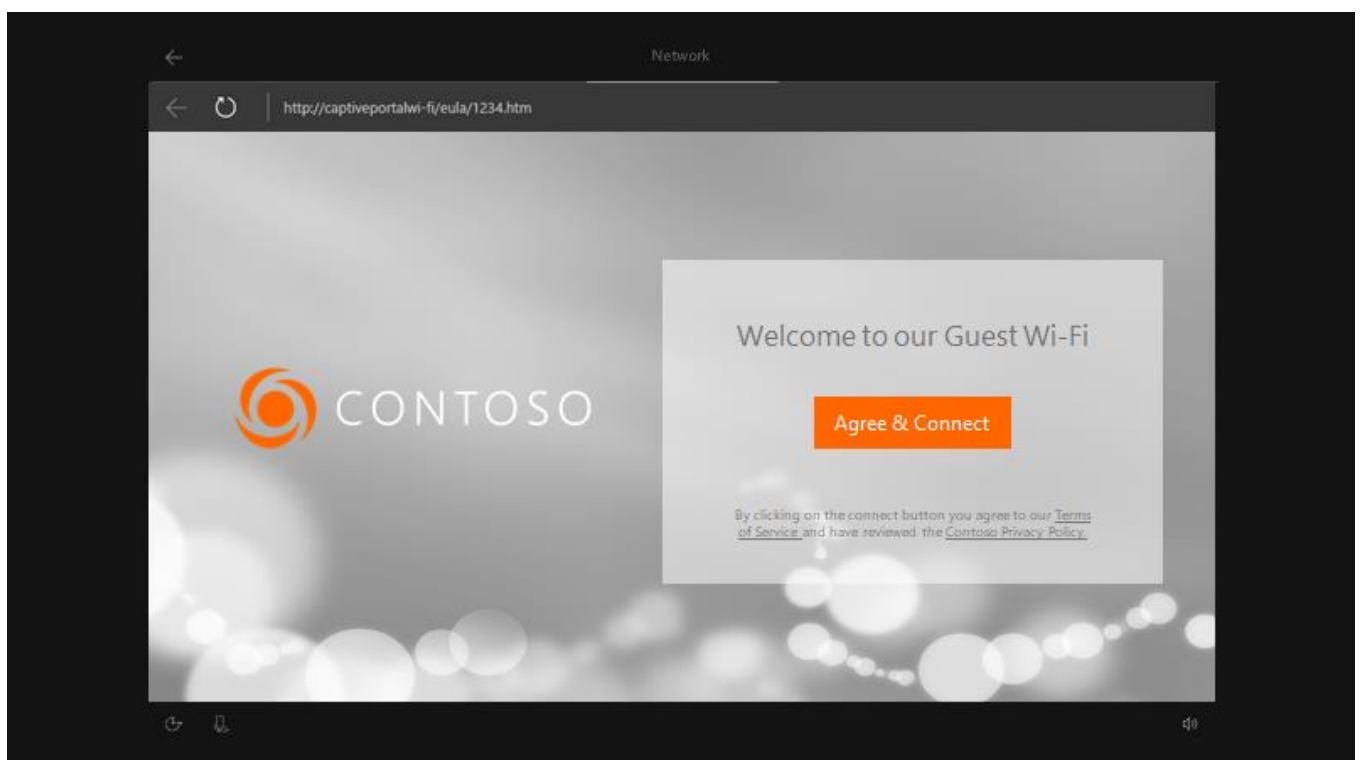 Network
http://captiveportalwi-fi/eula/1234.htm
Welcome to our Guest Wi-Fi
CONTOSO
Agree & Connect
By clicking on the connect button you agree to our Terms
of Service and have reviewed the Contoso Privacy Policy.